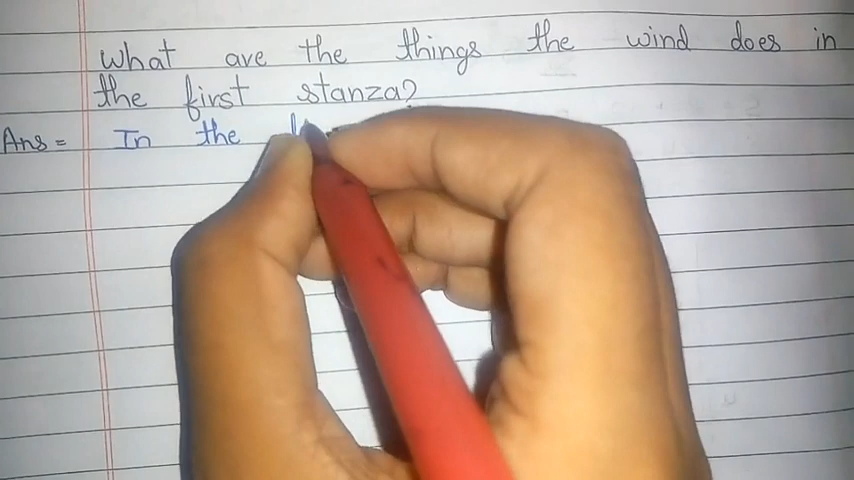 What are the things the wind does in
the first stanza?
Ans = In the